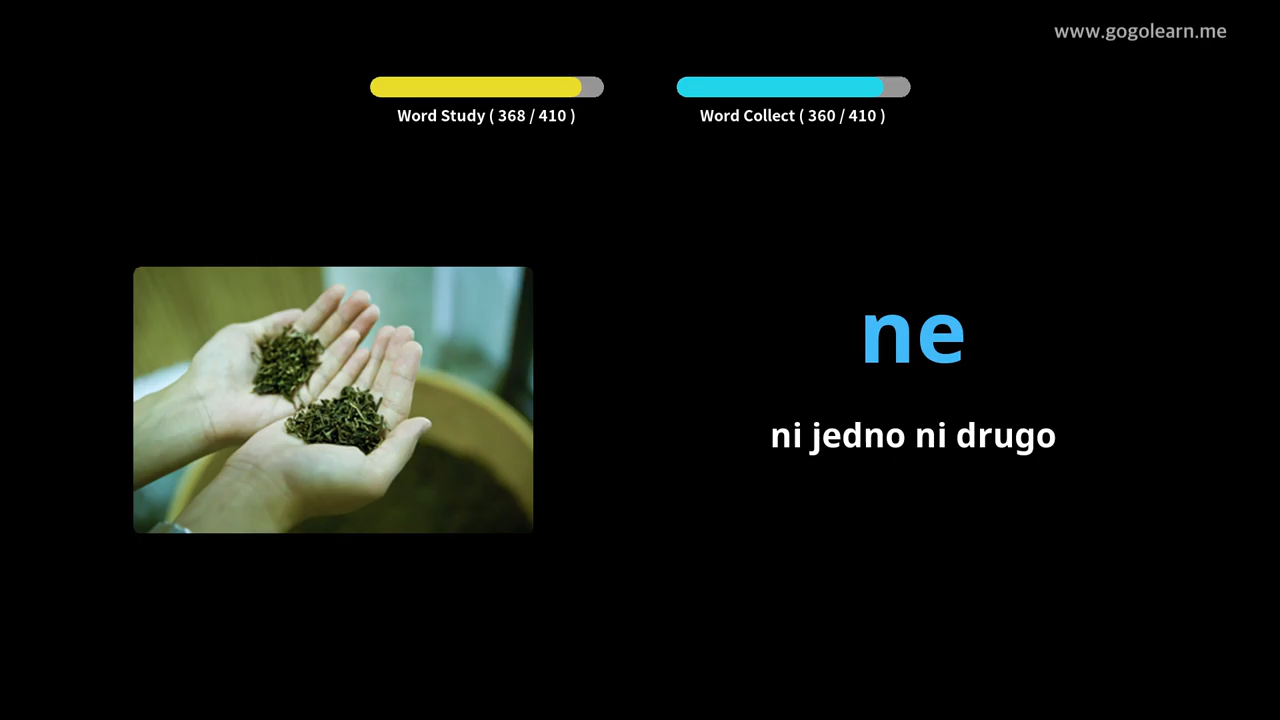 www.gogolearn.me
Word Study ( 368 / 410 )
Word Collect ( 360 / 410 )
ne
ni jedno ni drugo